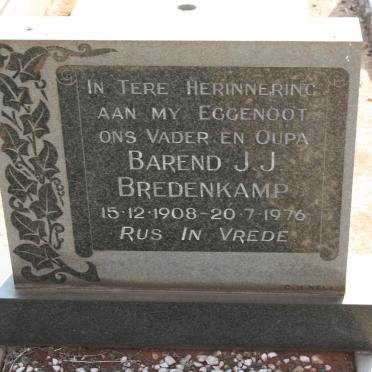 In Tere Herinnering
aan my Eggenoot
ons Vader en Oupa
Barend J.J
Bredenkamp
15·12·1908-20·7·1976
Rus In Vrede